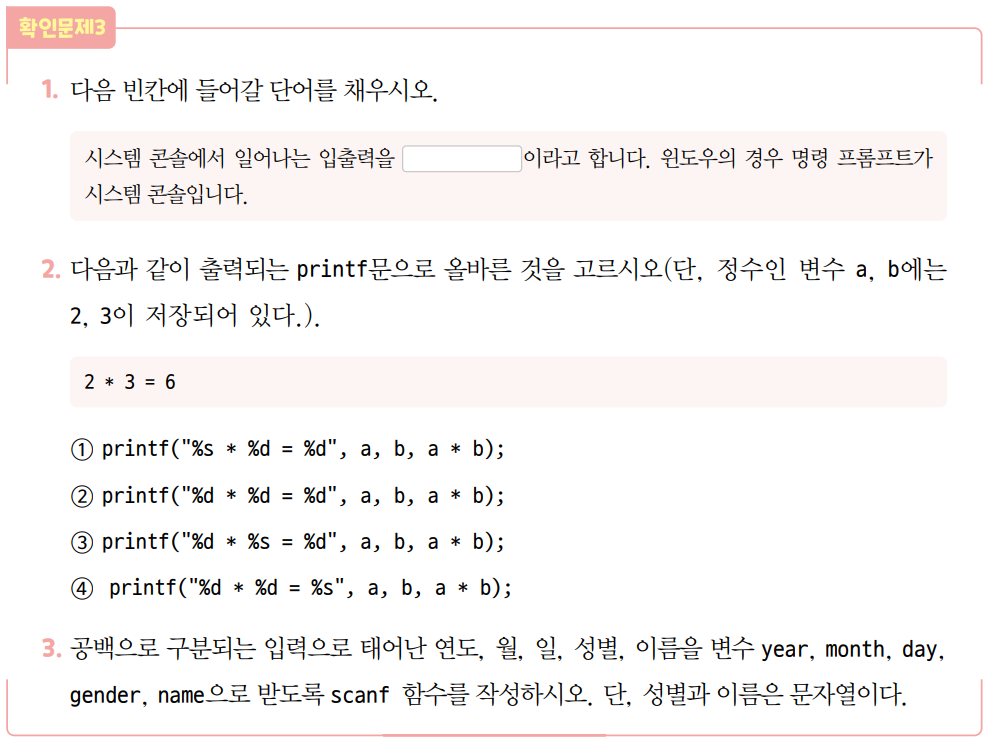 확인문제3
1. 다음 빈칸에 들어갈 단어를 채우시오.
시스템 콘솔에서 일어나는 입출력을 이라고 합니다. 윈도우의 경우 명령 프롬프트가
시스템 콘솔입니다.
2. 다음과 같이 출력되는 printf문으로 올바른 것을 고르시오(단, 정수인 변수 a, b에는
2, 3이 저장되어 있다.).
2 * 3 = 6
① printf("%s * %d = %d", a, b, a * b);
② printf("%d * %d = %d", a, b, a * b);
③ printf("%d * %s = %d", a, b, a * b);
④ printf("%d * %d = %s", a, b, a * b);
3. 공백으로 구분되는 입력으로 태어난 연도, 월, 일, 성별, 이름을 변수 year, month, day,
gender, name으로 받도록 scanf 함수를 작성하시오. 단, 성별과 이름은 문자열이다.